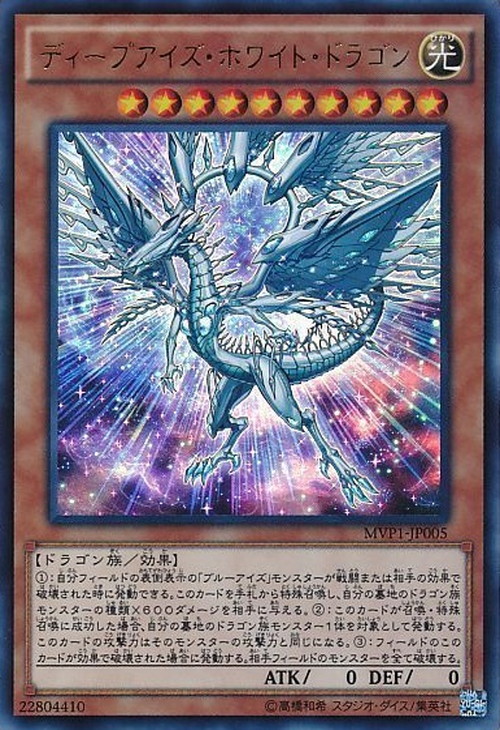 ディープアイズ・ホワイト・ドラゴン
ひかり
光
MVP1-JP005
【ドラゴン族／効果】
①：自分フィールドの表側表示の「ブルーアイズ」モンスターが戦闘または相手の効果で
破壊された時に発動できる。このカードを手札から特殊召喚し、自分の墓地のドラゴン族
モンスターの種類×600ダメージを相手に与える。②：このカードが召喚・特殊
召喚に成功した場合、自分の墓地のドラゴン族モンスター1体を対象として発動する。
このカードの攻撃力はそのモンスターの攻撃力と同じになる。③：フィールドのこの
カードが効果で破壊された場合に発動する。相手フィールドのモンスターを全て破壊する。
ATK/ 0 DEF/ 0
22804410
©高橋和希 スタジオ・ダイス/集英社